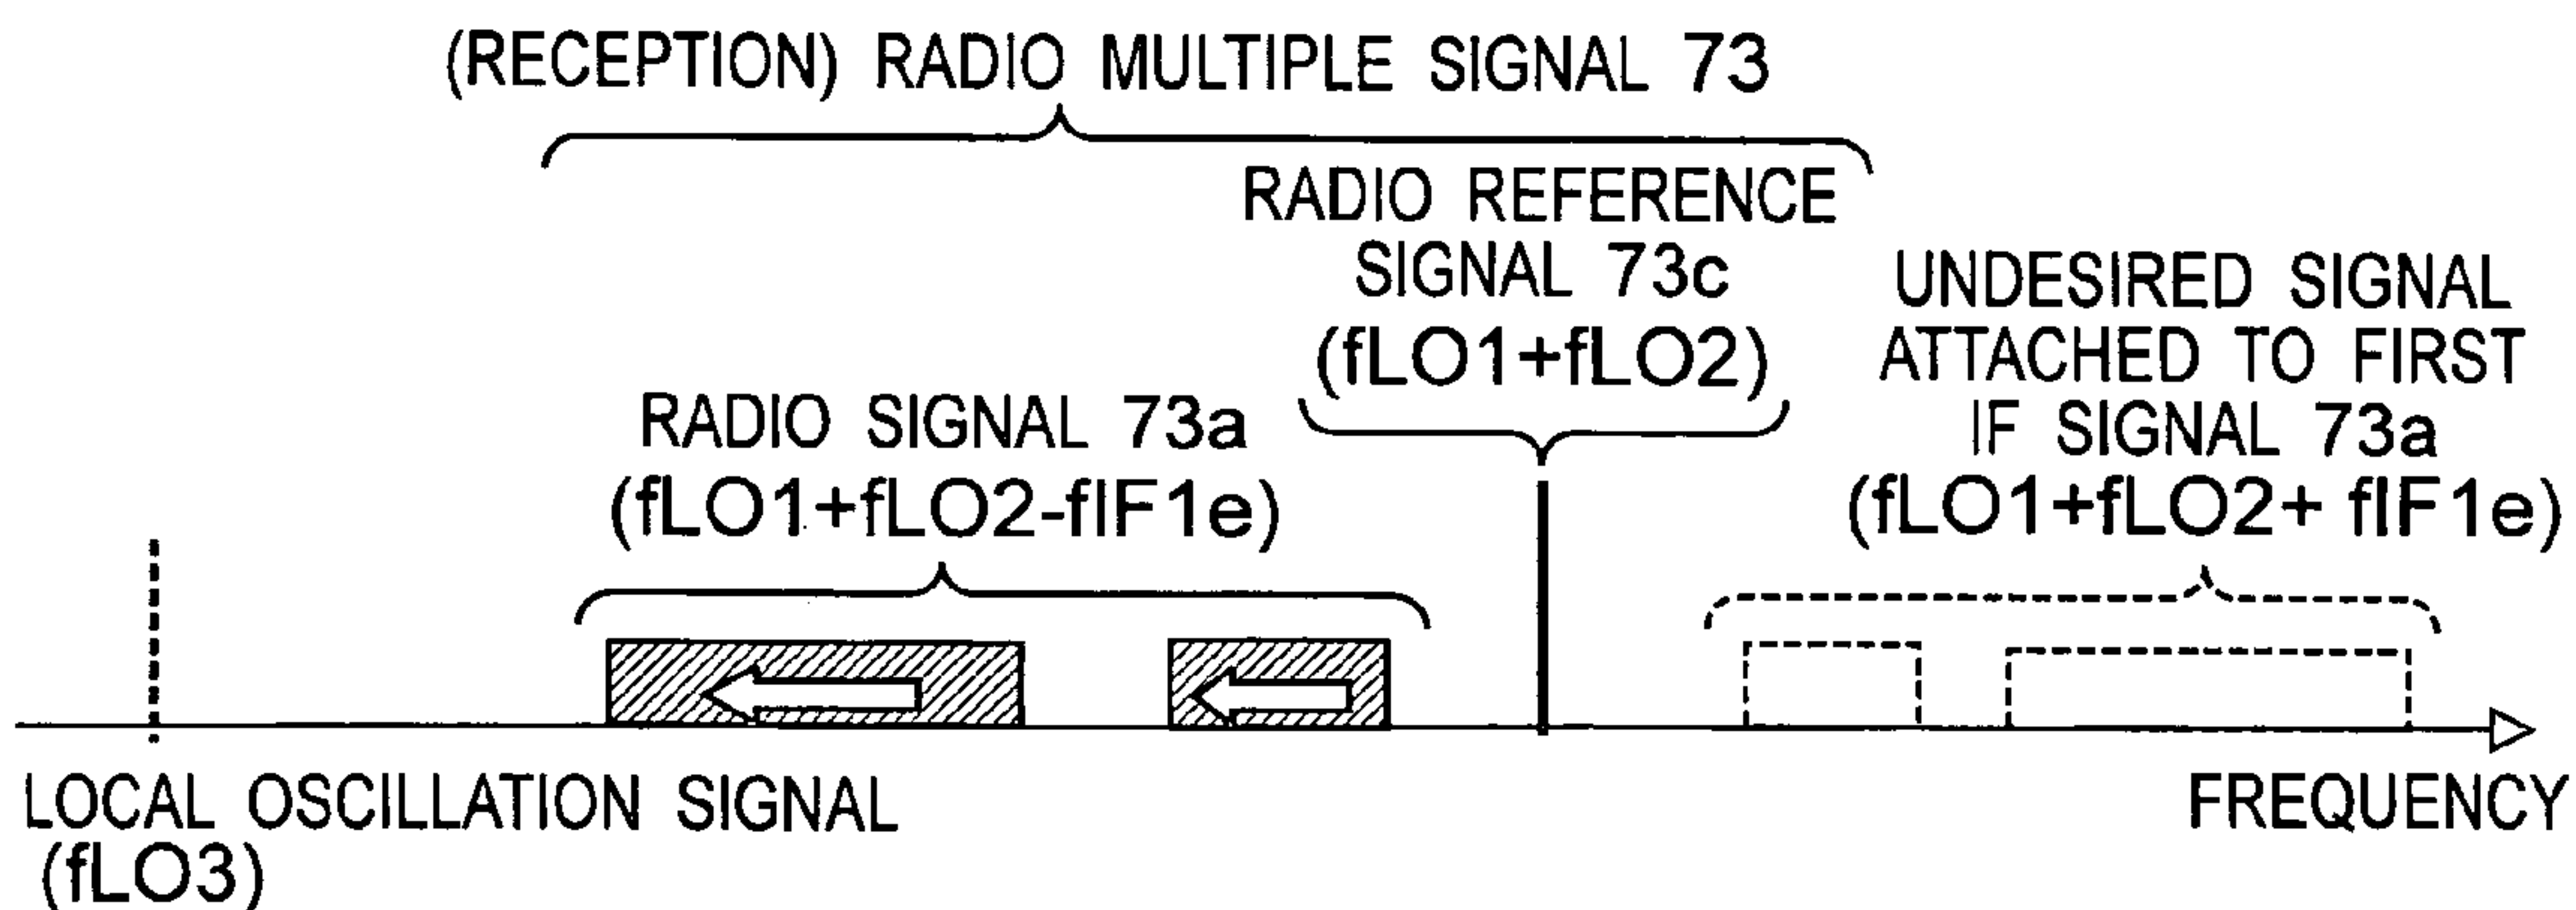 (RECEPTION) RADIO MULTIPLE SIGNAL 73
RADIO REFERENCE
SIGNAL 73c
(fLO1+fLO2)
UNDESIRED SIGNAL
ATTACHED TO FIRST
IF SIGNAL 73a
(fLO1+fLO2+ fIF1e)
RADIO SIGNAL 73a
(fLO1+fLO2-fIF1e)
LOCAL OSCILLATION SIGNAL
(fLO3)
FREQUENCY